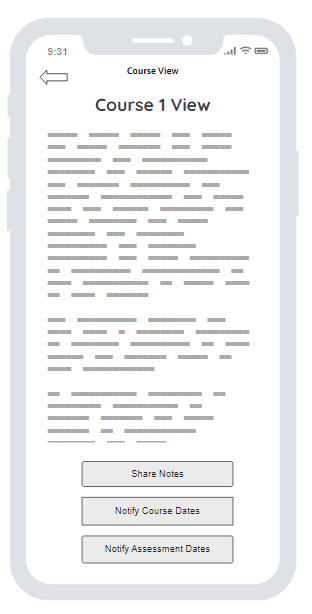 9:31
Course View
Course 1 View
Share Notes
Notify Course Dates
Notify Assessment Dates